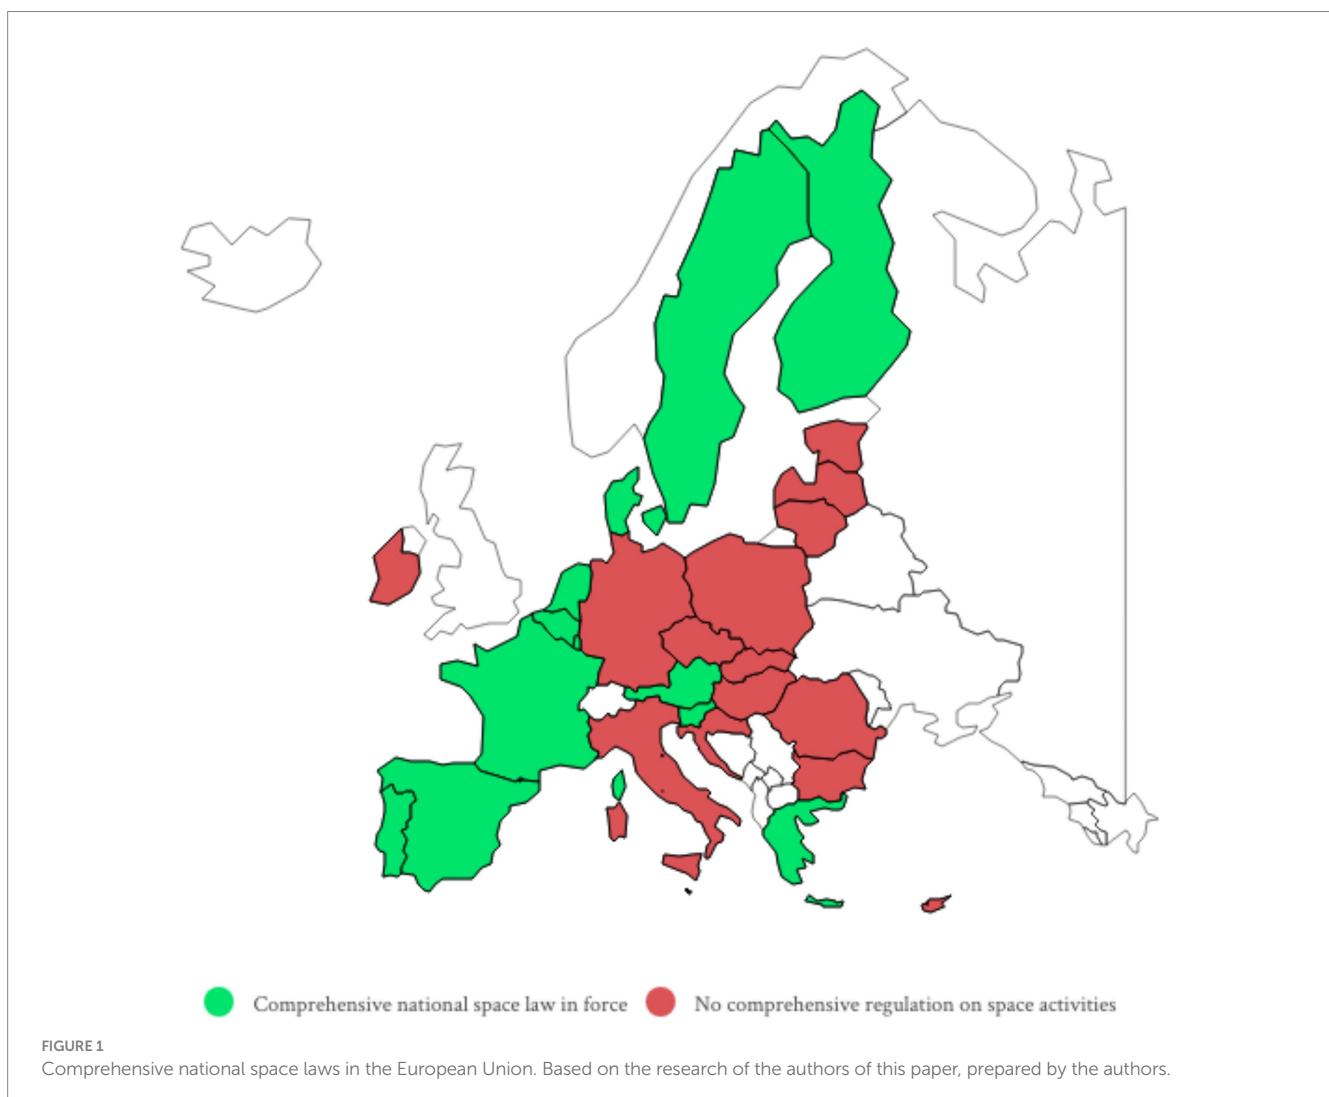 Comprehensive national space law in force
No comprehensive regulation on space activities
FIGURE 1
Comprehensive national space laws in the European Union. Based on the research of the authors of this paper, prepared by the authors.